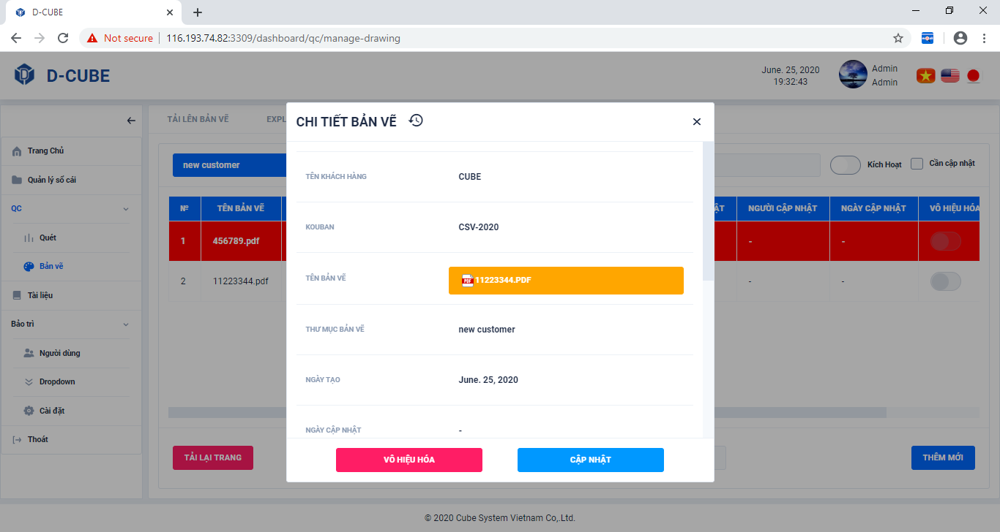 D-CUBE
Not secure
116.193.74.82:3309/dashboard/qc/manage-drawing
D-CUBE
June. 25, 2020
19:32:43
Admin
Admin
TẢI LÊN BẢN VẼ
EXPL
Trang Chủ
Quản lý sổ cái
QC
Quét
Bản vẽ
Tài liệu
Bảo trì
Người dùng
Dropdown
Cài đặt
Thoát
new customer
Kích Hoạt
Cần cập nhật
№
TÊN BẢN VẼ
ẬT
NGƯỜI CẬP NHẬT
NGÀY CẬP NHẬT
VÔ HIỆU HÓA
1
456789.pdf
-
-
2
11223344.pdf
-
-
TẢI LẠI TRANG
THÊM MỚI
CHI TIẾT BẢN VẼ
TÊN KHÁCH HÀNG
CUBE
KOUBAN
CSV-2020
TÊN BẢN VẼ
PDF
11223344.PDF
THƯ MỤC BẢN VẼ
new customer
NGÀY TẠO
June. 25, 2020
NGÀY CẬP NHẬT
-
VÔ HIỆU HÓA
CẬP NHẬT
© 2020 Cube System Vietnam Co,.Ltd.